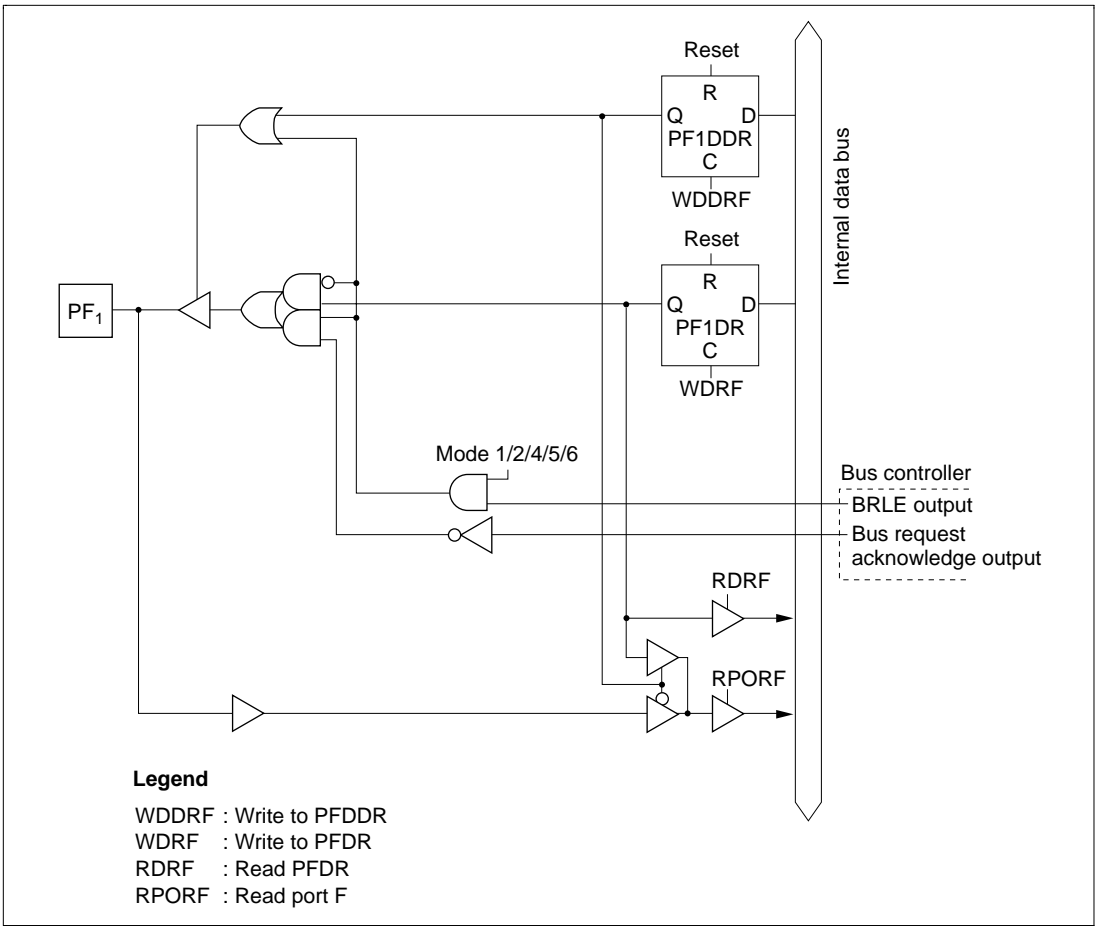 Reset
R
Q D
PF1DDR
C
WDDRF
Internal data bus
Reset
R
Q D
PF1DR
C
WDRF
PF₁
Mode 1/2/4/5/6
Bus controller
BRLE output
Bus request
acknowledge output
RDRF
RPORF
Legend
WDDRF : Write to PFDDR
WDRF : Write to PFDR
RDRF : Read PFDR
RPORF : Read port F